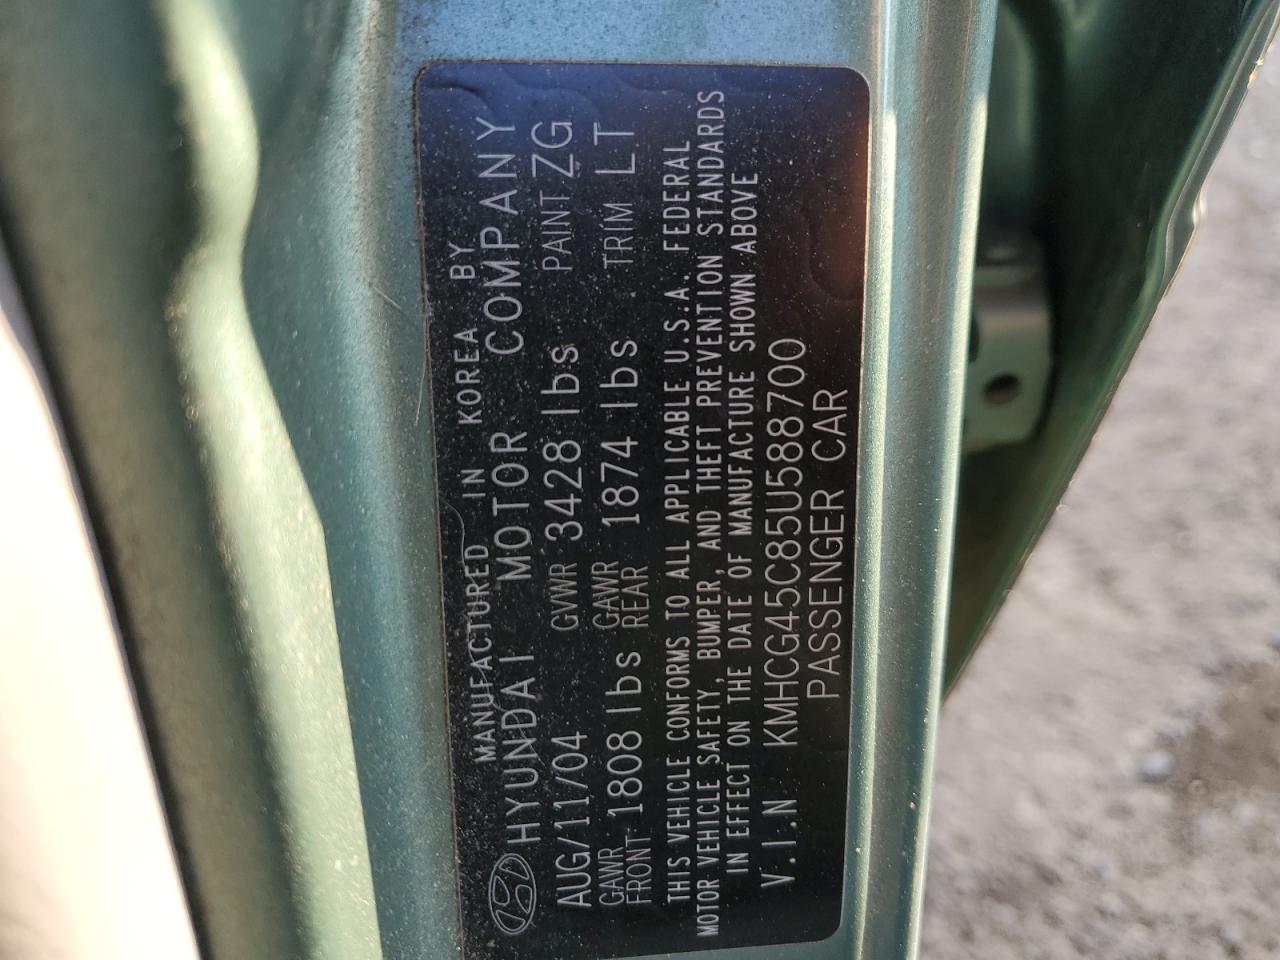 MANUFACTURED IN KOREA BY
HYUNDAI MOTOR COMPANY
AUG/11/04 GVWR 3428 lbs PAINT ZG
GAWR FRONT 1808 lbs GAWR REAR 1874 lbs TRIM LT
THIS VEHICLE CONFORMS TO ALL APPLICABLE U.S.A. FEDERAL
MOTOR VEHICLE SAFETY, BUMPER, AND THEFT PREVENTION STANDARDS
IN EFFECT ON THE DATE OF MANUFACTURE SHOWN ABOVE.
V.I.N KMHCG45C85U588700
PASSENGER CAR